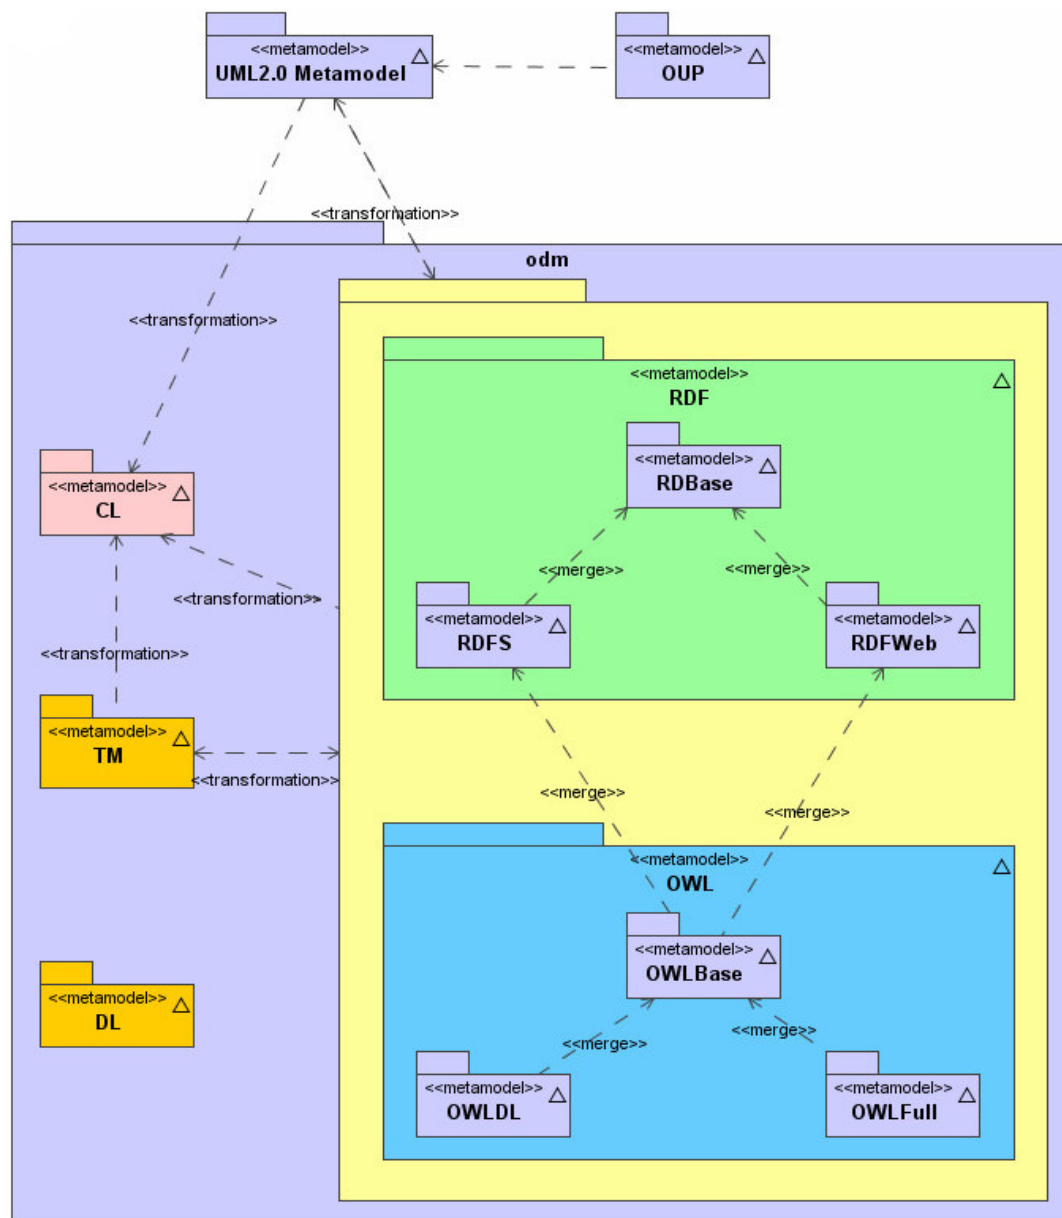 <<metamodel>>
UML2.0 Metamodel
<<metamodel>>
OUP
<<transformation>>
odm
<<transformation>>
<<metamodel>>
RDF
<<metamodel>>
RDBase
<<metamodel>>
CL
<<merge>>
<<merge>>
<<transformation>>
<<metamodel>>
RDFS
<<metamodel>>
RDFWeb
<<transformation>>
<<metamodel>>
TM
<<transformation>>
<<merge>>
<<merge>>
<<metamodel>>
OWL
<<metamodel>>
OWLBase
<<metamodel>>
DL
<<merge>>
<<merge>>
<<metamodel>>
OWLDL
<<metamodel>>
OWLFull